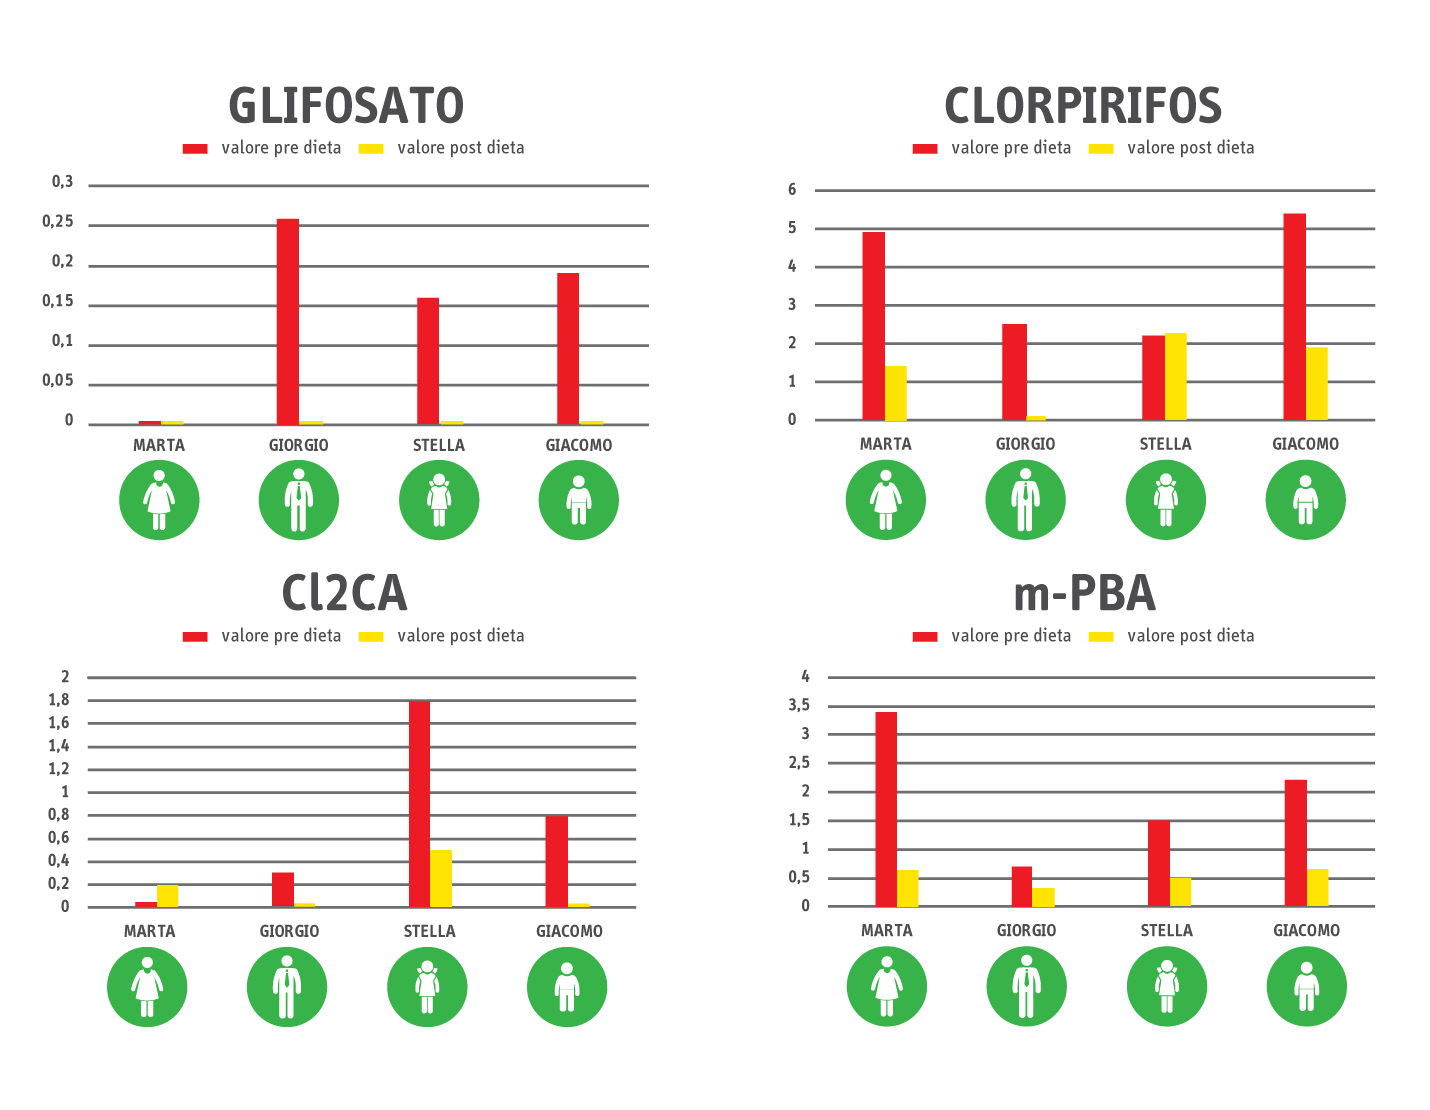 GLIFOSATO
valore pre dieta valore post dieta
0,3
0,25
0,2
0,15
0,1
0,05
0
MARTA GIORGIO STELLA GIACOMO
CLORPIRIFOS
valore pre dieta valore post dieta
6
5
4
3
2
1
0
MARTA GIORGIO STELLA GIACOMO
Cl2CA
valore pre dieta valore post dieta
2
1,8
1,6
1,4
1,2
1
0,8
0,6
0,4
0,2
0
MARTA GIORGIO STELLA GIACOMO
m-PBA
valore pre dieta valore post dieta
4
3,5
3
2,5
2
1,5
1
0,5
0
MARTA GIORGIO STELLA GIACOMO